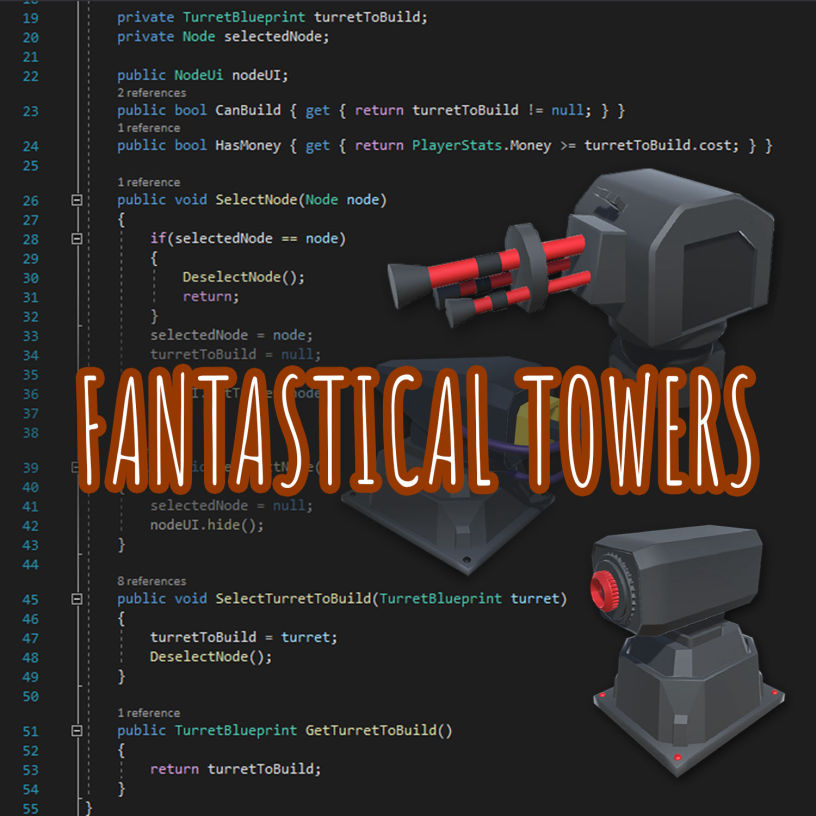 19 private TurretBlueprint turretToBuild;
20 private Node selectedNode;
21
22 public NodeUi nodeUI;
2 references
23 public bool CanBuild { get { return turretToBuild != null; } }
1 reference
24 public bool HasMoney { get { return PlayerStats.Money >= turretToBuild.cost; } }
25
1 reference
26 public void SelectNode(Node node)
27 {
28 if(selectedNode == node)
29 {
30 DeselectNode();
31 return;
32 }
33 selectedNode = node;
34 turretToBuild = null;
35
36
37
FANTASTICAL TOWERS
38
39
40
41 selectedNode = null;
42 nodeUI.hide();
43 }
44
8 references
45 public void SelectTurretToBuild(TurretBlueprint turret)
46 {
47 turretToBuild = turret;
48 DeselectNode();
49 }
50
1 reference
51 public TurretBlueprint GetTurretToBuild()
52 {
53 return turretToBuild;
54 }
55 }